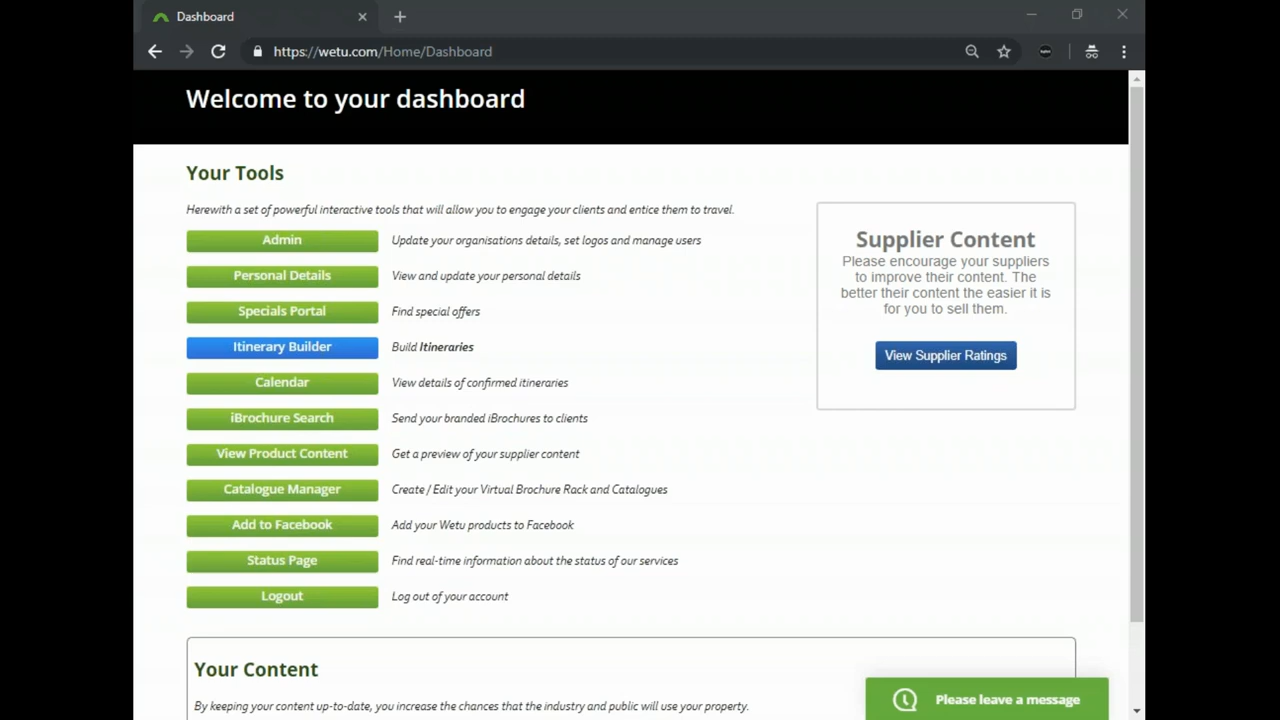 Dashboard
https://wetu.com/Home/Dashboard
Welcome to your dashboard
Your Tools
Herewith a set of powerful interactive tools that will allow you to engage your clients and entice them to travel.
Admin Update your organisations details, set logos and manage users
Personal Details View and update your personal details
Specials Portal Find special offers
Itinerary Builder Build Itineraries
Calendar View details of confirmed itineraries
iBrochure Search Send your branded iBrochures to clients
View Product Content Get a preview of your supplier content
Catalogue Manager Create / Edit your Virtual Brochure Rack and Catalogues
Add to Facebook Add your Wetu products to Facebook
Status Page Find real-time information about the status of our services
Logout Log out of your account
Supplier Content
Please encourage your suppliers
to improve their content. The
better their content the easier it is
for you to sell them.
View Supplier Ratings
Your Content
By keeping your content up-to-date, you increase the chances that the industry and public will use your property.
Please leave a message